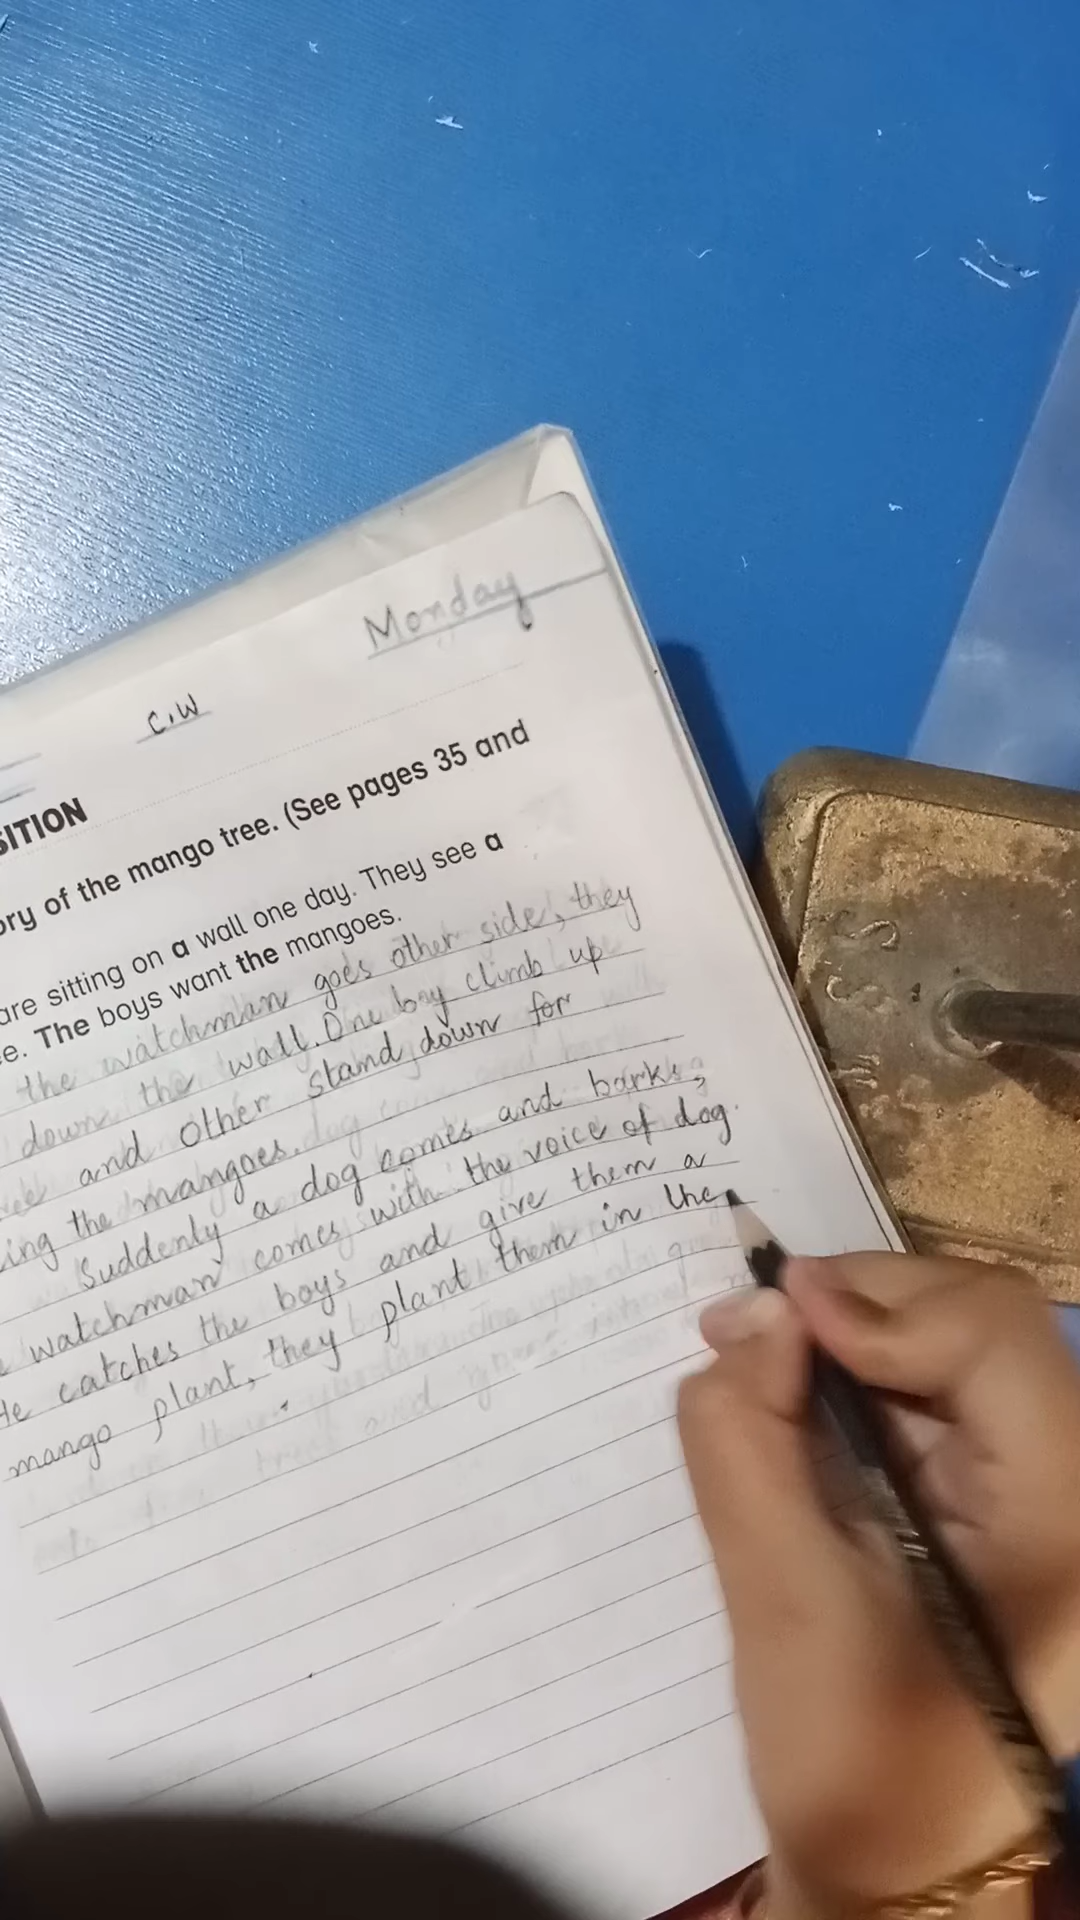 Monday
C.W
SITION
ory of the mango tree. (See pages 35 and
are sitting on a wall one day. They see a
e. The boys want the mangoes.
the watchman goes other side, they
down the wall. One boy climb up
and other stand down for
ing the mangoes.
Suddenly a dog comes and barks,
watchman comes with the voice of dog.
He catches the boys and give them a
mango plant, they plant them in the